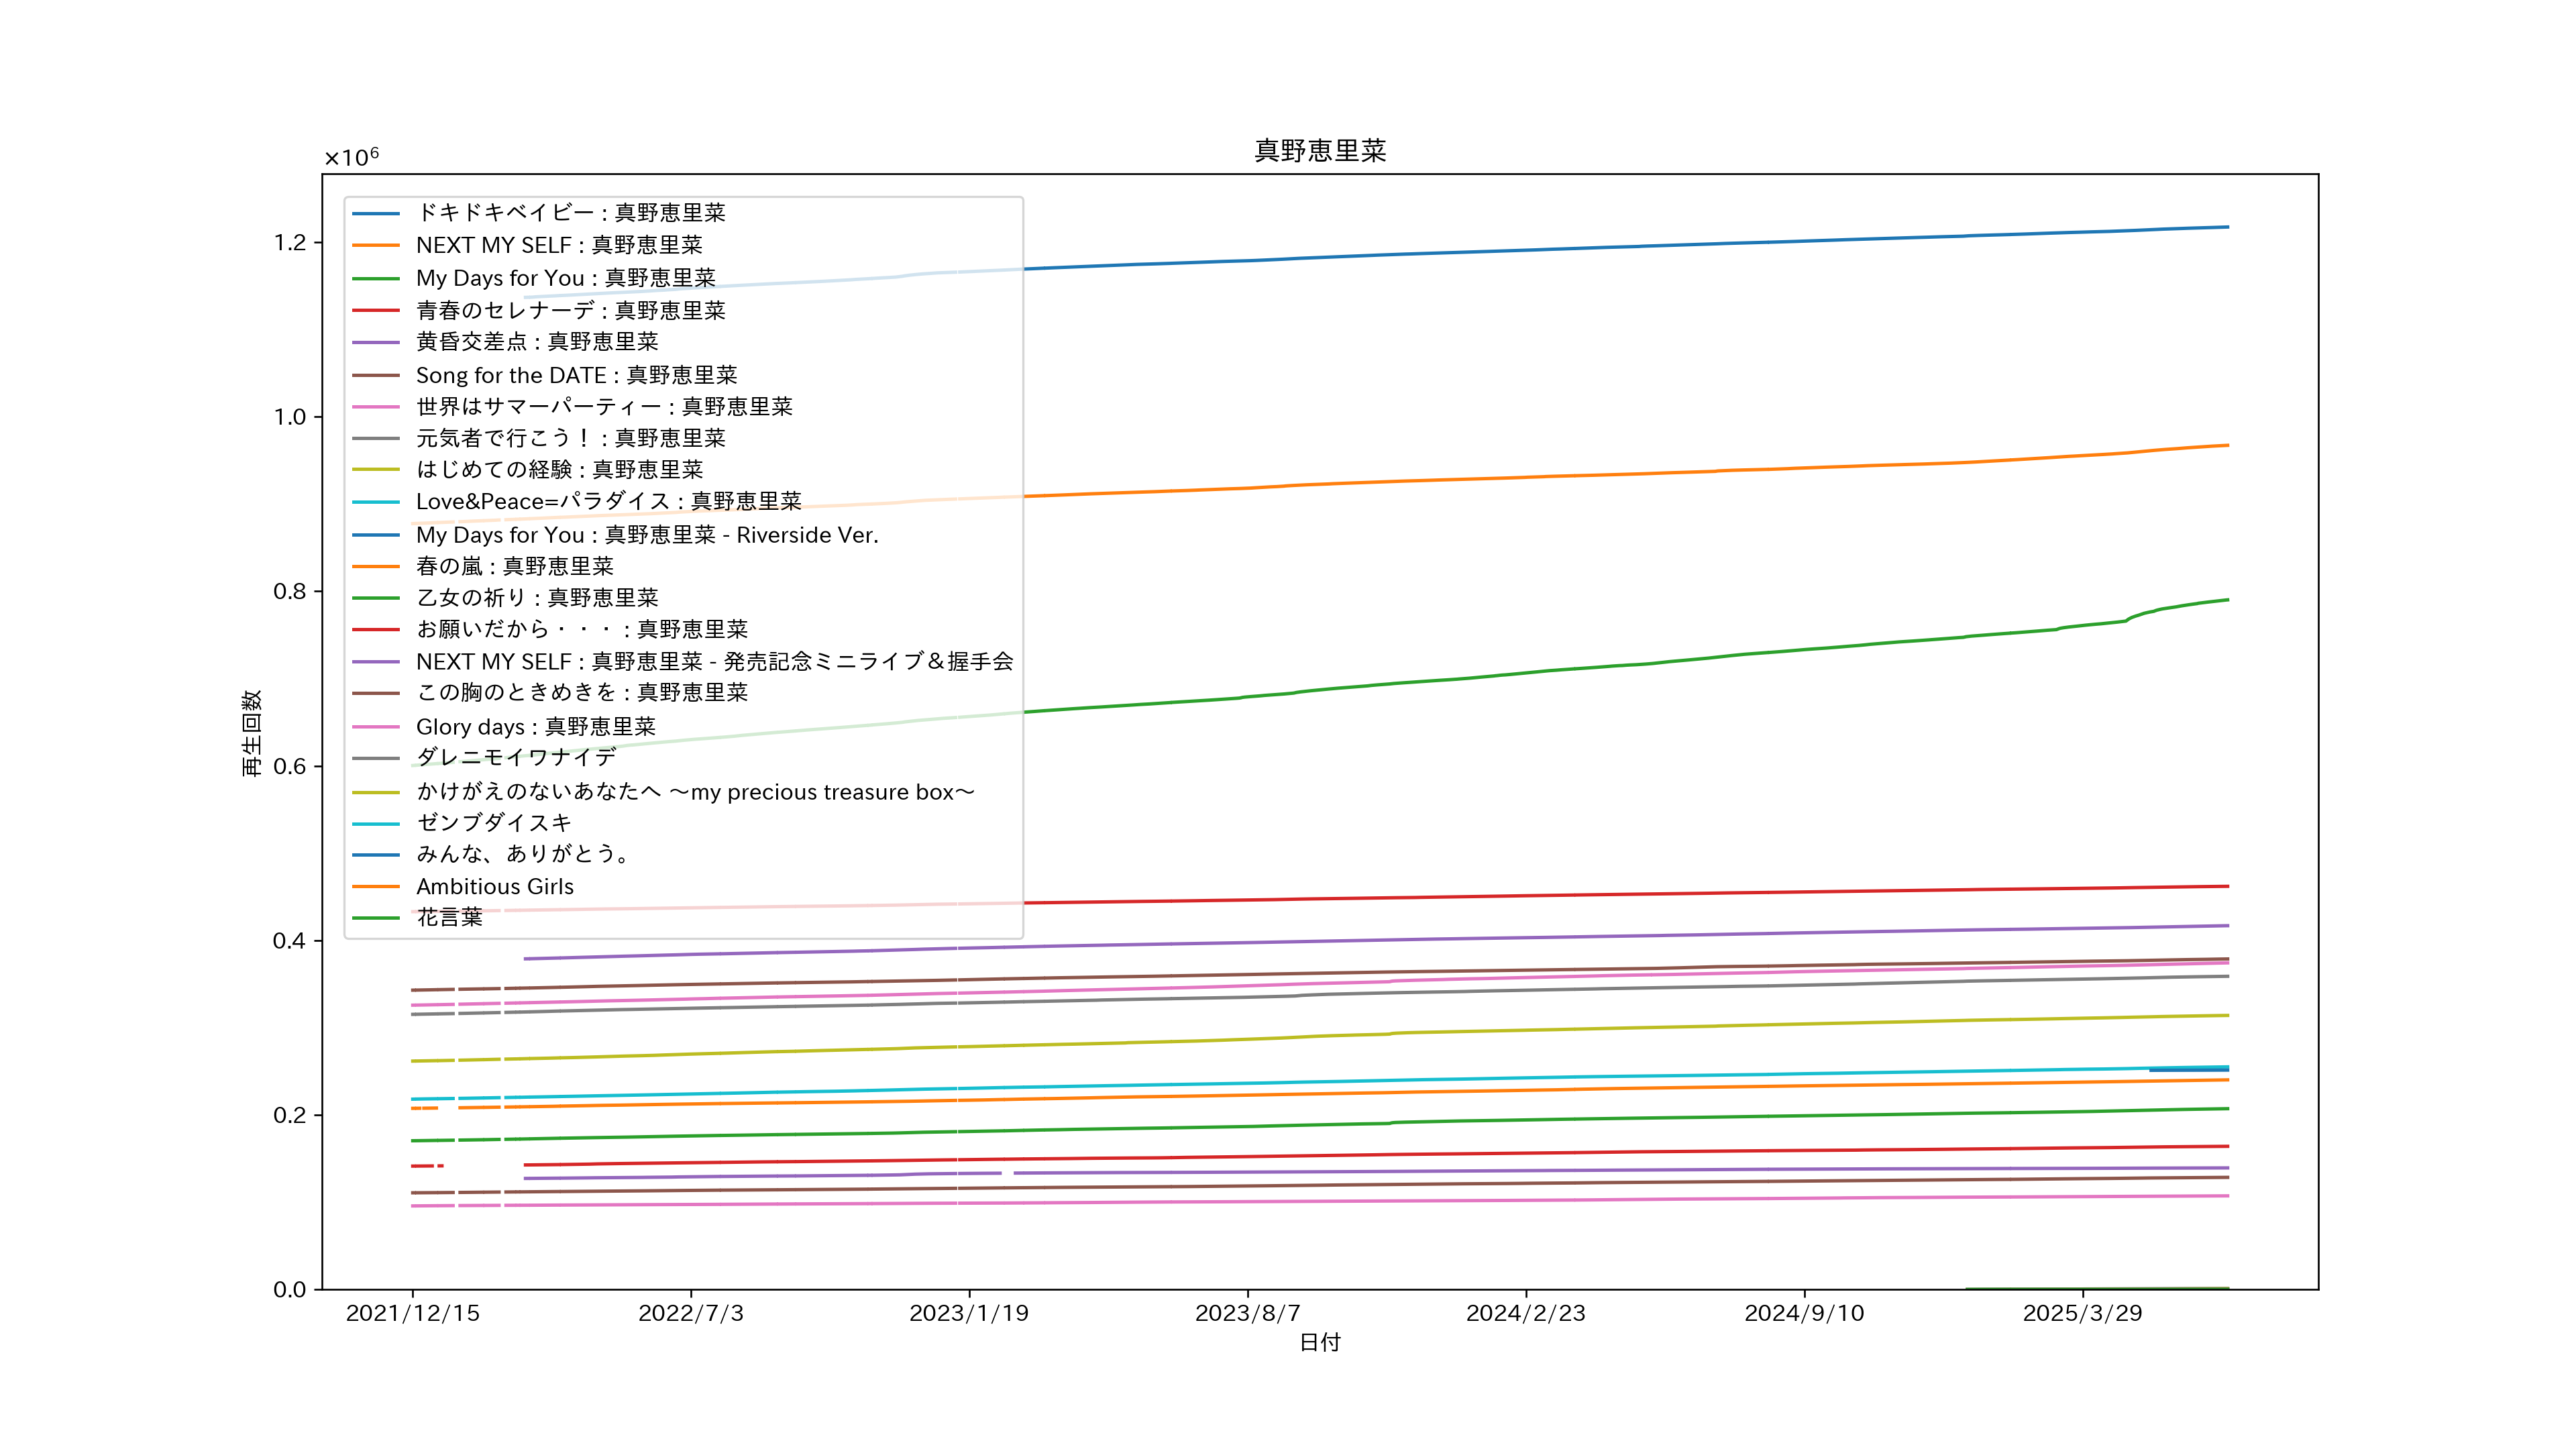 真野恵里菜
×10⁶
1.2
1.0
0.8
0.6
0.4
0.2
0.0
再生回数
ドキドキベイビー : 真野恵里菜
NEXT MY SELF : 真野恵里菜
My Days for You : 真野恵里菜
青春のセレナーデ : 真野恵里菜
黄昏交差点 : 真野恵里菜
Song for the DATE : 真野恵里菜
世界はサマーパーティー : 真野恵里菜
元気者で行こう！ : 真野恵里菜
はじめての経験 : 真野恵里菜
Love&Peace=パラダイス : 真野恵里菜
My Days for You : 真野恵里菜 - Riverside Ver.
春の嵐 : 真野恵里菜
乙女の祈り : 真野恵里菜
お願いだから・・・ : 真野恵里菜
NEXT MY SELF : 真野恵里菜 - 発売記念ミニライブ＆握手会
この胸のときめきを : 真野恵里菜
Glory days : 真野恵里菜
ダレニモイワナイデ
かけがえのないあなたへ ～my precious treasure box～
ゼンブダイスキ
みんな、ありがとう。
Ambitious Girls
花言葉
2021/12/15
2022/7/3
2023/1/19
2023/8/7
2024/2/23
2024/9/10
2025/3/29
日付